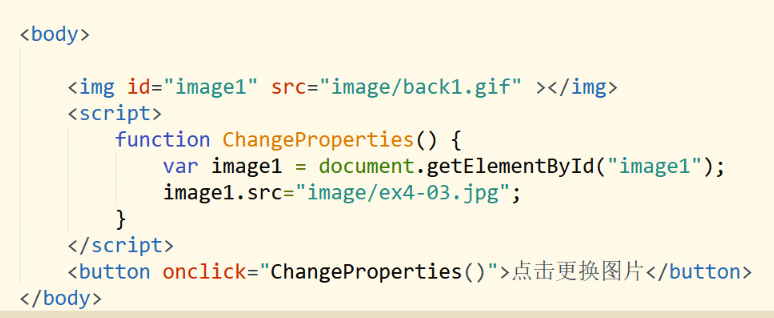 <body>
<img id="image1" src="image/back1.gif" ></img>
<script>
function ChangeProperties() {
var image1 = document.getElementById("image1");
image1.src="image/ex4-03.jpg";
}
</script>
<button onclick="ChangeProperties()">点击更换图片</button>
</body>